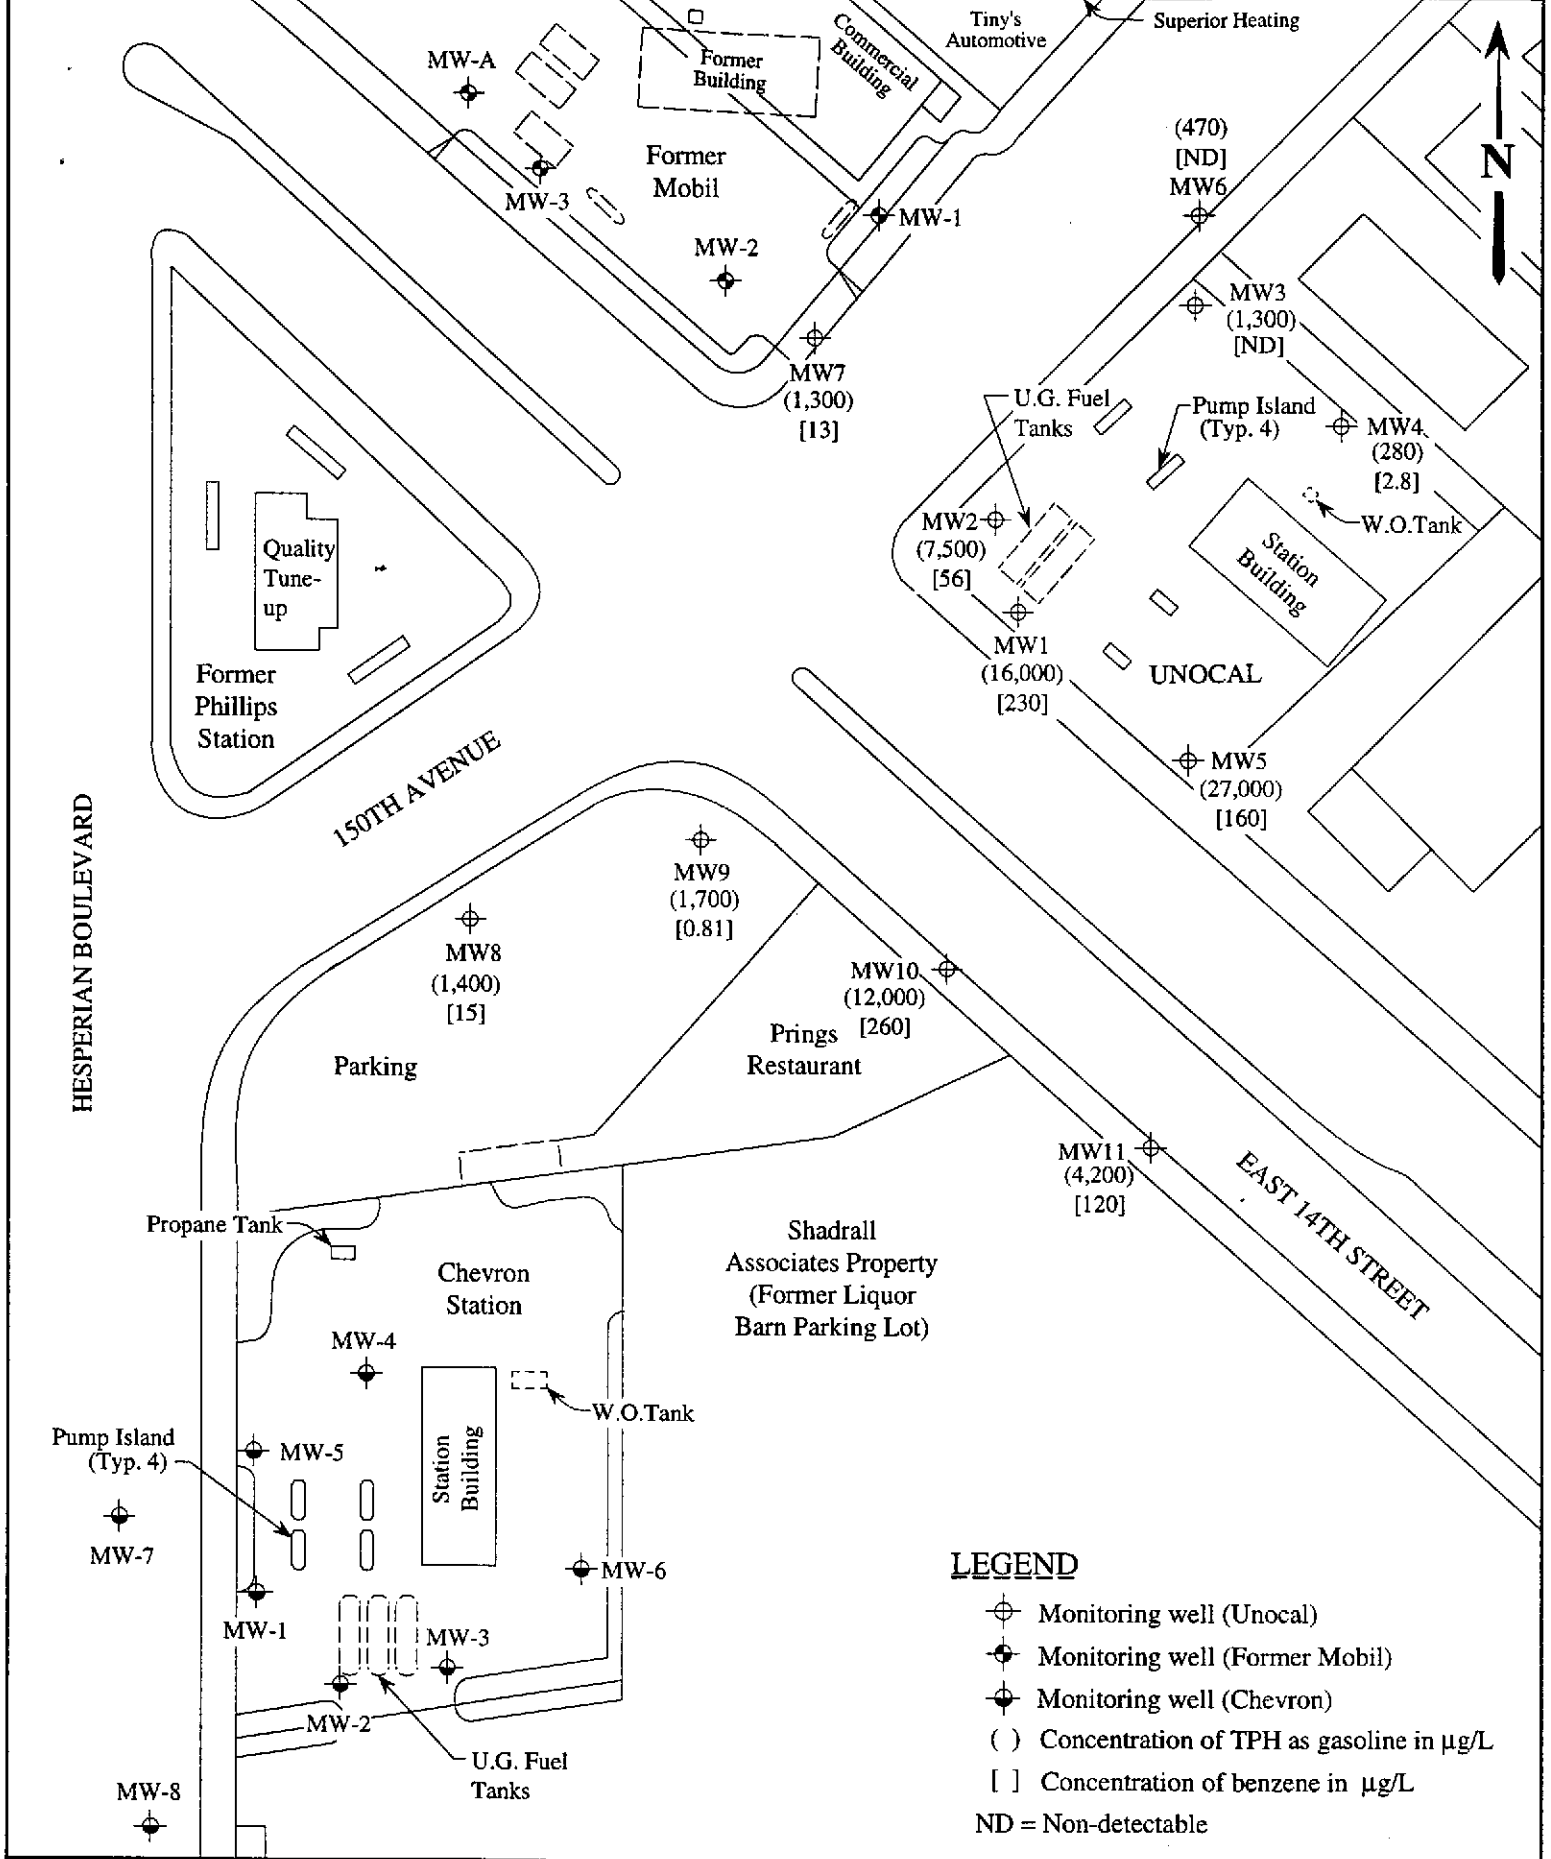 Tiny's
Automotive
Superior Heating
Commercial
Building
MW-A
Former
Building
Former
Mobil
MW-3
MW-1
MW-2
(470)
[ND]
MW6
N
MW3
(1,300)
[ND]
MW7
(1,300)
[13]
U.G. Fuel
Tanks
Pump Island
(Typ. 4)
MW4
(280)
[2.8]
W.O.Tank
MW2
(7,500)
[56]
Station
Building
MW1
(16,000)
[230]
UNOCAL
MW5
(27,000)
[160]
Quality
Tune-
up
Former
Phillips
Station
150TH AVENUE
HESPERIAN BOULEVARD
MW9
(1,700)
[0.81]
MW8
(1,400)
[15]
MW10
(12,000)
[260]
Parking
Prings
Restaurant
MW11
(4,200)
[120]
EAST 14TH STREET
Propane Tank
Chevron
Station
Shadrall
Associates Property
(Former Liquor
Barn Parking Lot)
MW-4
W.O.Tank
Pump Island
(Typ. 4)
MW-5
Station
Building
MW-7
MW-6
MW-1
MW-3
MW-2
U.G. Fuel
Tanks
MW-8
LEGEND
Monitoring well (Unocal)
Monitoring well (Former Mobil)
Monitoring well (Chevron)
( ) Concentration of TPH as gasoline in µg/L
[ ] Concentration of benzene in µg/L
ND = Non-detectable